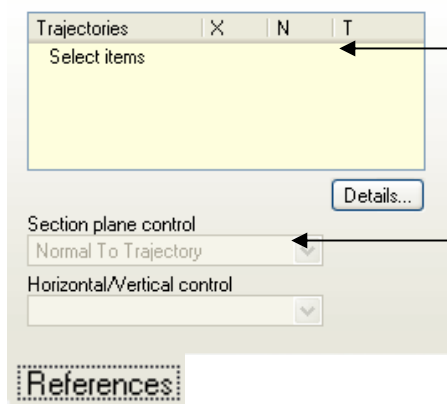 Trajectories X N T
Select items
Details...
Section plane control
Normal To Trajectory
Horizontal/Vertical control
References